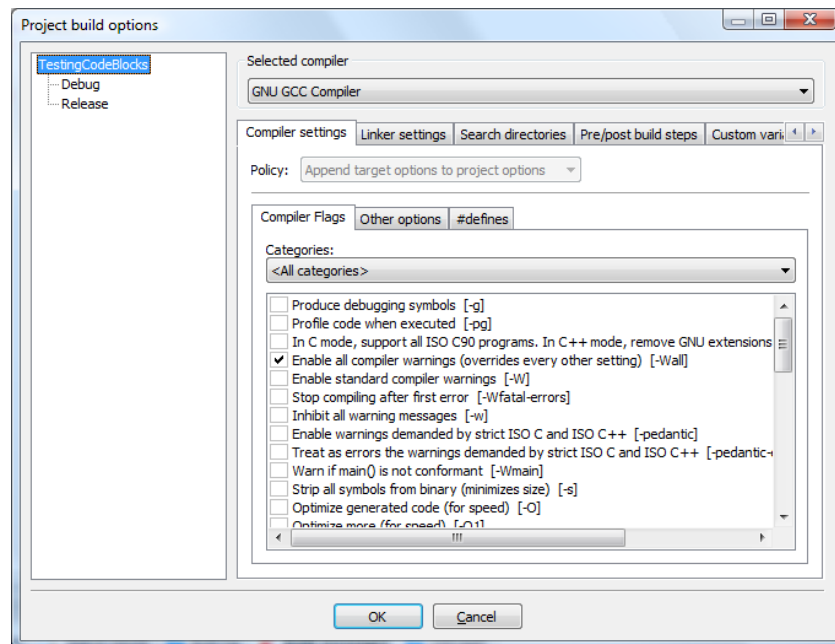 Project build options
TestingCodeBlocks
Debug
Release
Selected compiler
GNU GCC Compiler
Compiler settings Linker settings Search directories Pre/post build steps Custom vari
Policy: Append target options to project options
Compiler Flags Other options #defines
Categories:
<All categories>
Produce debugging symbols [-g]
Profile code when executed [-pg]
In C mode, support all ISO C90 programs. In C++ mode, remove GNU extensions
Enable all compiler warnings (overrides every other setting) [-Wall]
Enable standard compiler warnings [-W]
Stop compiling after first error [-Wfatal-errors]
Inhibit all warning messages [-w]
Enable warnings demanded by strict ISO C and ISO C++ [-pedantic]
Treat as errors the warnings demanded by strict ISO C and ISO C++ [-pedantic-
Warn if main() is not conformant [-Wmain]
Strip all symbols from binary (minimizes size) [-s]
Optimize generated code (for speed) [-O]
Optimize more (for speed) [-O1]
OK Cancel